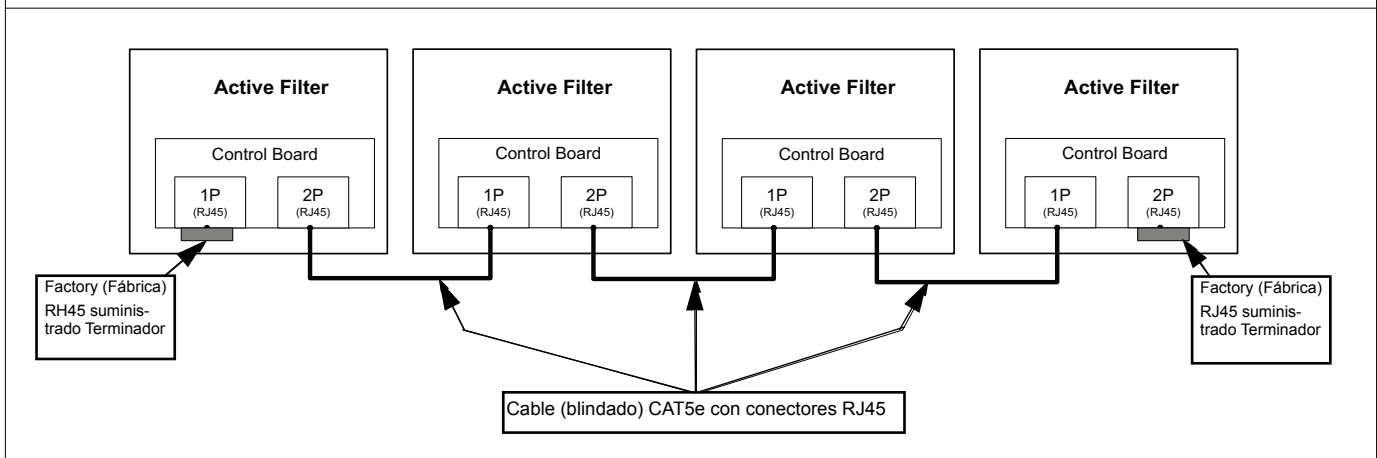 Active Filter
Active Filter
Active Filter
Active Filter
Control Board
Control Board
Control Board
Control Board
1P
(RJ45)
2P
(RJ45)
1P
(RJ45)
2P
(RJ45)
1P
(RJ45)
2P
(RJ45)
1P
(RJ45)
2P
(RJ45)
Factory (Fábrica)
RH45 suminis-
trado Terminador
Factory (Fábrica)
RJ45 suminis-
trado Terminador
Cable (blindado) CAT5e con conectores RJ45